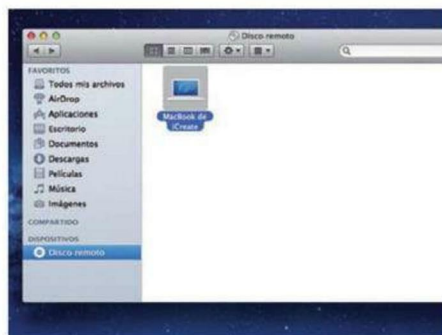 Disco remoto
FAVORITOS
Todos mis archivos
AirDrop
Aplicaciones
Escritorio
Documentos
Descargas
Películas
Música
Imágenes
COMPARTIDO
DISPOSITIVOS
Disco remoto
MacBook de
iCreate